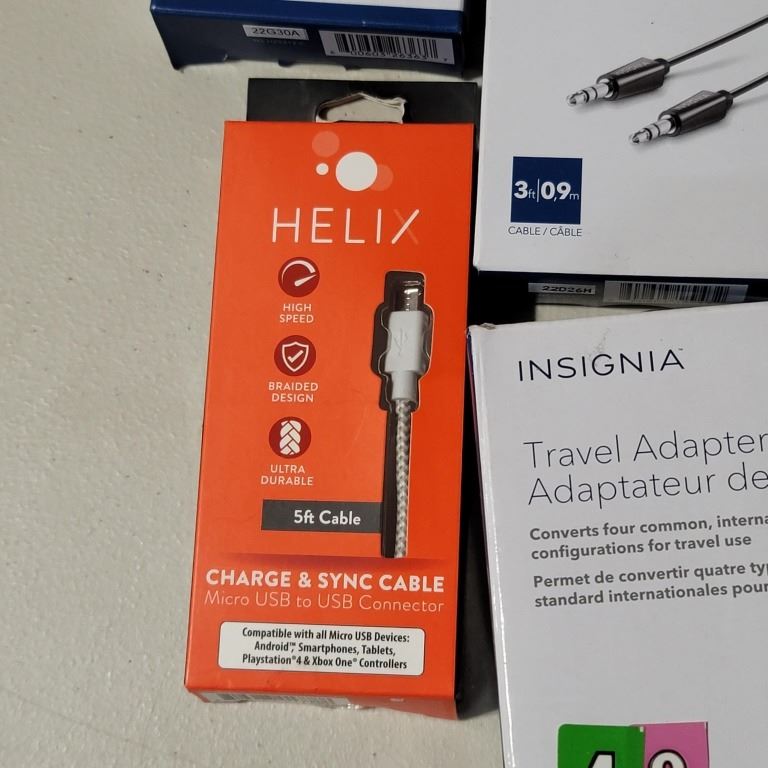 22G30A
3ft|0,9m
CABLE / CÂBLE
22D26H
HELIX
HIGH
SPEED
BRAIDED
DESIGN
ULTRA
DURABLE
5ft Cable
CHARGE & SYNC CABLE
Micro USB to USB Connector
Compatible with all Micro USB Devices:
Android™, Smartphones, Tablets,
Playstation®4 & Xbox One® Controllers
INSIGNIA™
Travel Adapter
Adaptateur de
Converts four common, interna
configurations for travel use
Permet de convertir quatre ty
standard internationales pour